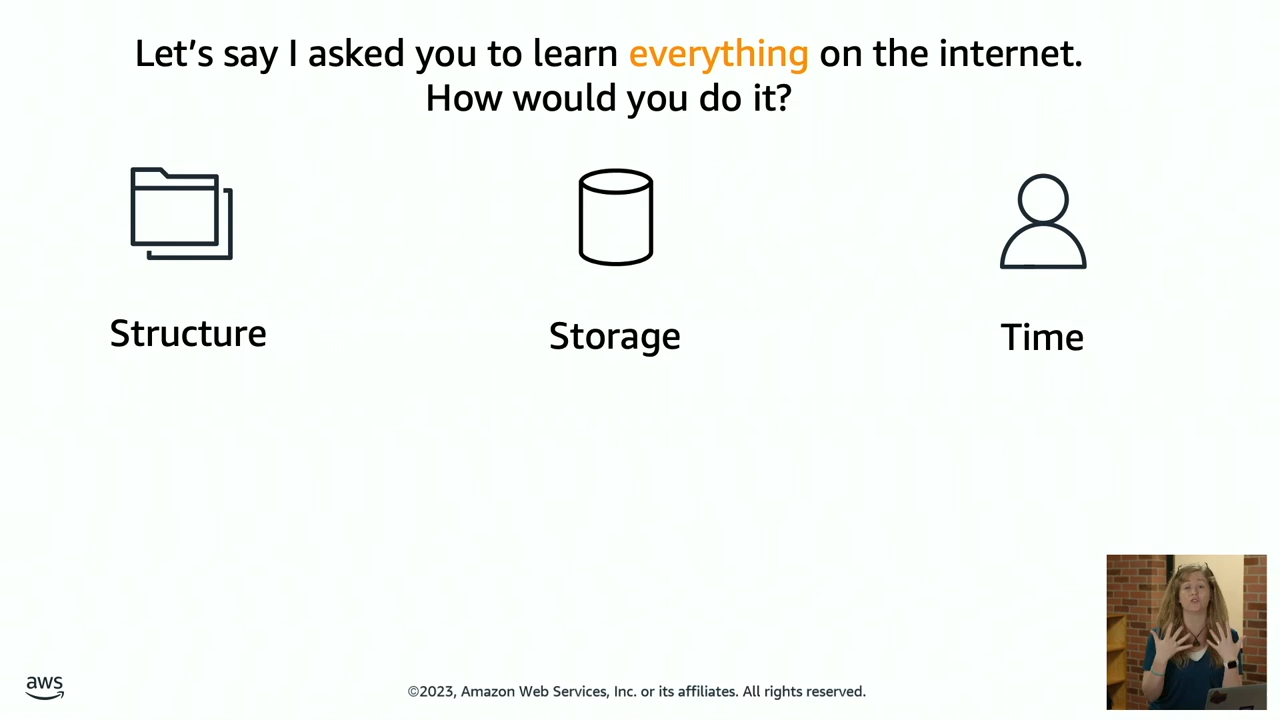 Let's say I asked you to learn everything on the internet.
How would you do it?
Structure
Storage
Time
aws
©2023, Amazon Web Services, Inc. or its affiliates. All rights reserved.